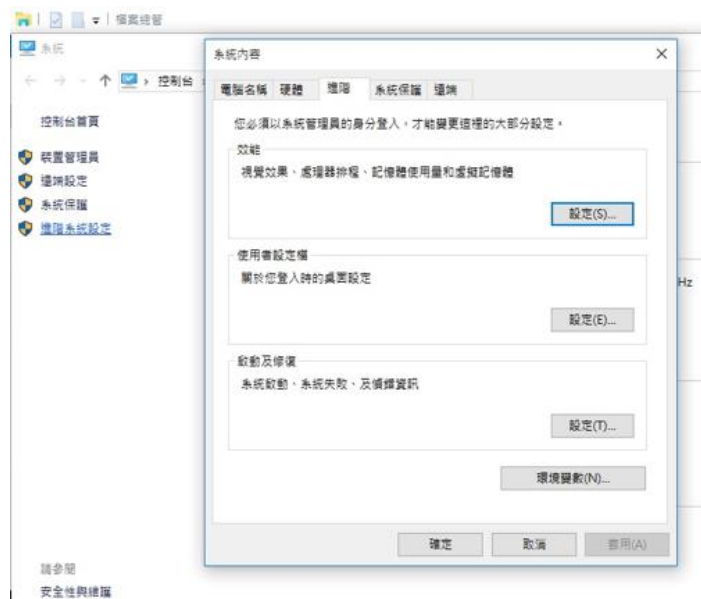 檔案總管
系統
控制台
控制台首頁
裝置管理員
遠端設定
系統保護
進階系統設定
請參閱
安全性與維護
系統內容
電腦名稱 硬體 進階 系統保護 遠端
您必須以系統管理員的身分登入，才能變更這裡的大部分設定。
效能
視覺效果、處理器排程、記憶體使用量和虛擬記憶體
設定(S)...
使用者設定檔
關於您登入時的桌面設定
設定(E)...
啟動及修復
系統啟動、系統失敗、及偵錯資訊
設定(T)...
環境變數(N)...
確定 取消 套用(A)
Hz